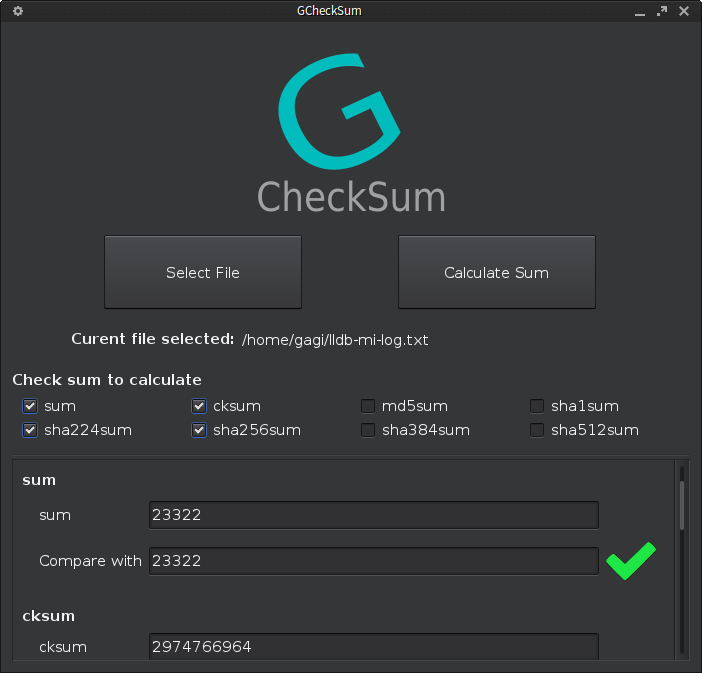 GCheckSum
G
CheckSum
Select File
Calculate Sum
Curent file selected: /home/gagi/lldb-mi-log.txt
Check sum to calculate
sum cksum md5sum sha1sum
sha224sum sha256sum sha384sum sha512sum
sum
sum 23322
Compare with 23322
cksum
cksum 2974766964